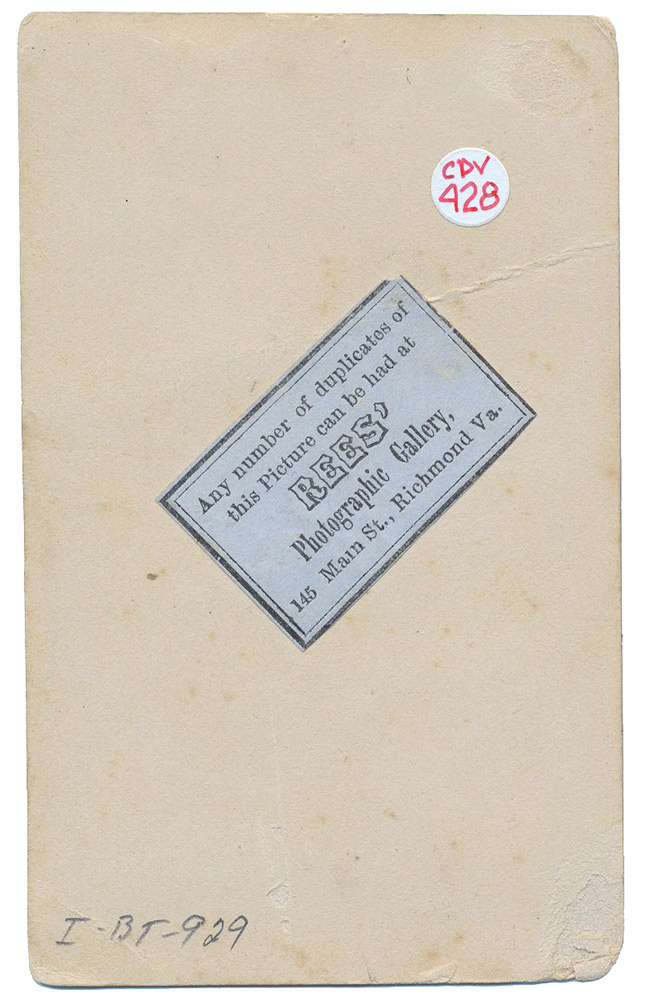 CDV
428
Any number of duplicates of
this Picture can be had at
REES'
Photographic Gallery,
145 Main St., Richmond Va.
I-BT-929